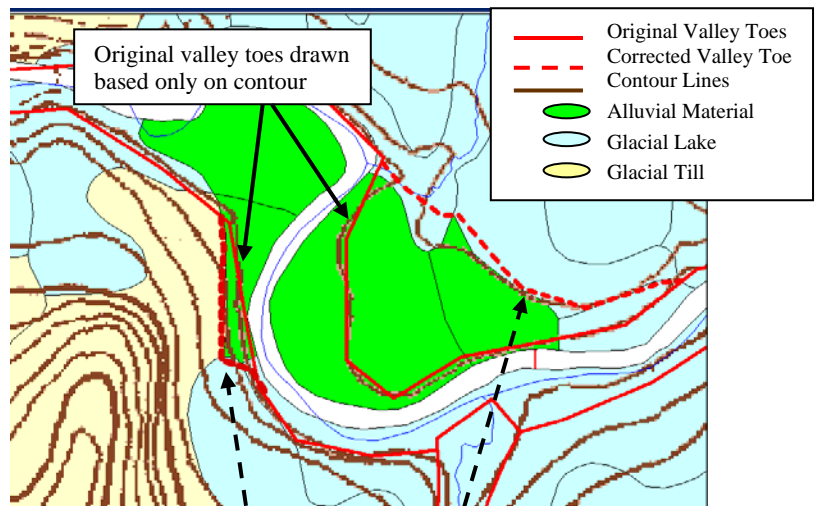 Original valley toes drawn
based only on contour
Original Valley Toes
Corrected Valley Toe
Contour Lines
Alluvial Material
Glacial Lake
Glacial Till